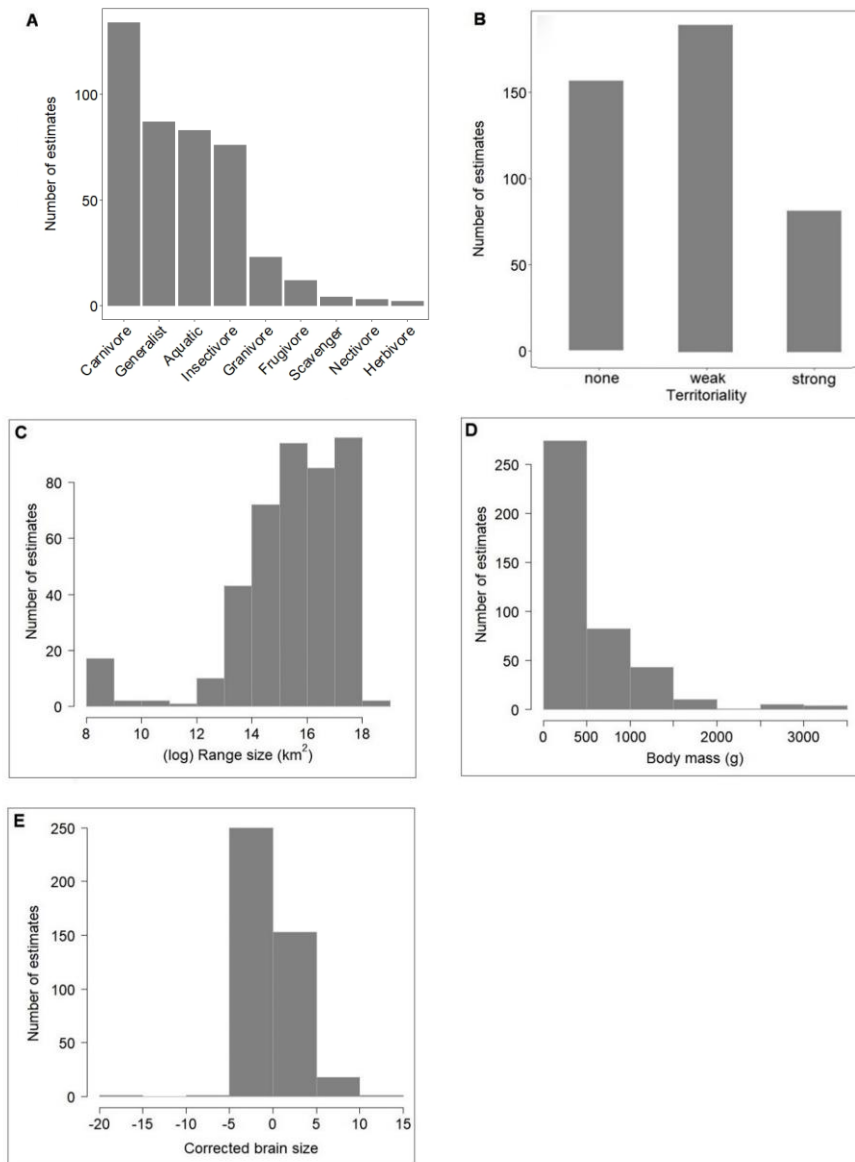 A
Number of estimates
100
50
0
Carnivore
Generalist
Aquatic
Insectivore
Granivore
Frugivore
Scavenger
Nectivore
Herbivore
B
Number of estimates
150
100
50
0
none weak strong
Territoriality
C
Number of estimates
80
60
40
20
0
8 10 12 14 16 18
(log) Range size (km²)
D
Number of estimates
250
200
150
100
50
0
0 500 1000 2000 3000
Body mass (g)
E
Number of estimates
250
200
150
100
50
0
-20 -15 -10 -5 0 5 10 15
Corrected brain size